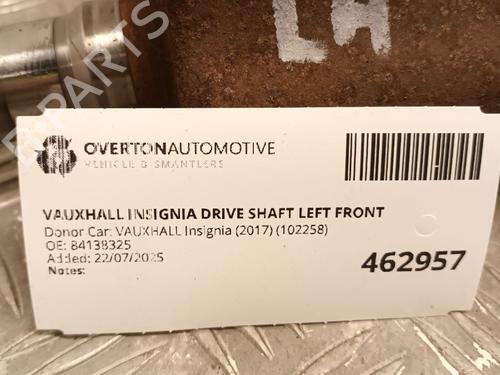 LH
B-PARTS
OVERTONAUTOMOTIVE
VEHICLE DISMANTLERS
VAUXHALL INSIGNIA DRIVE SHAFT LEFT FRONT
Donor Car: VAUXHALL Insignia (2017) (102258)
OE: 84138325
Added: 22/07/2025
Notes:
462957